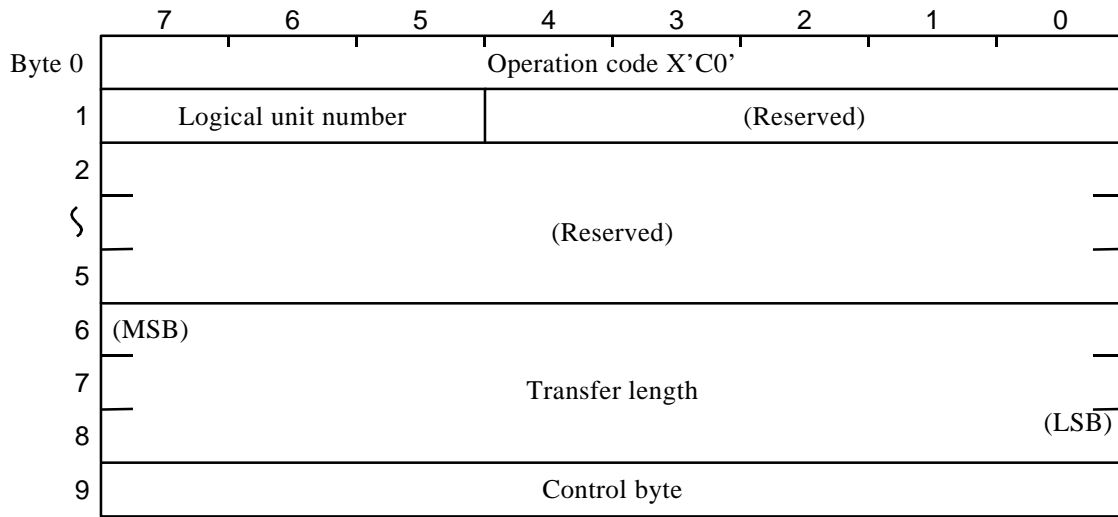 7 6 5 4 3 2 1 0
Byte 0 Operation code X’C0’
1 Logical unit number (Reserved)
2
(Reserved)
5
6 (MSB)
7 Transfer length
8 (LSB)
9 Control byte